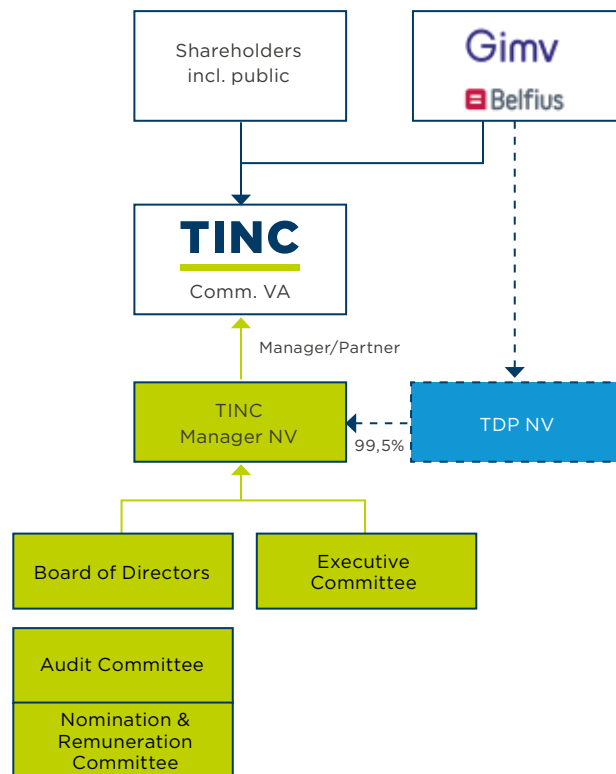 Shareholders
incl. public
Gimv
Belfius
TINC
Comm. VA
Manager/Partner
TINC
Manager NV
99,5%
TDP NV
Board of Directors
Executive
Committee
Audit Committee
Nomination &
Remuneration
Committee